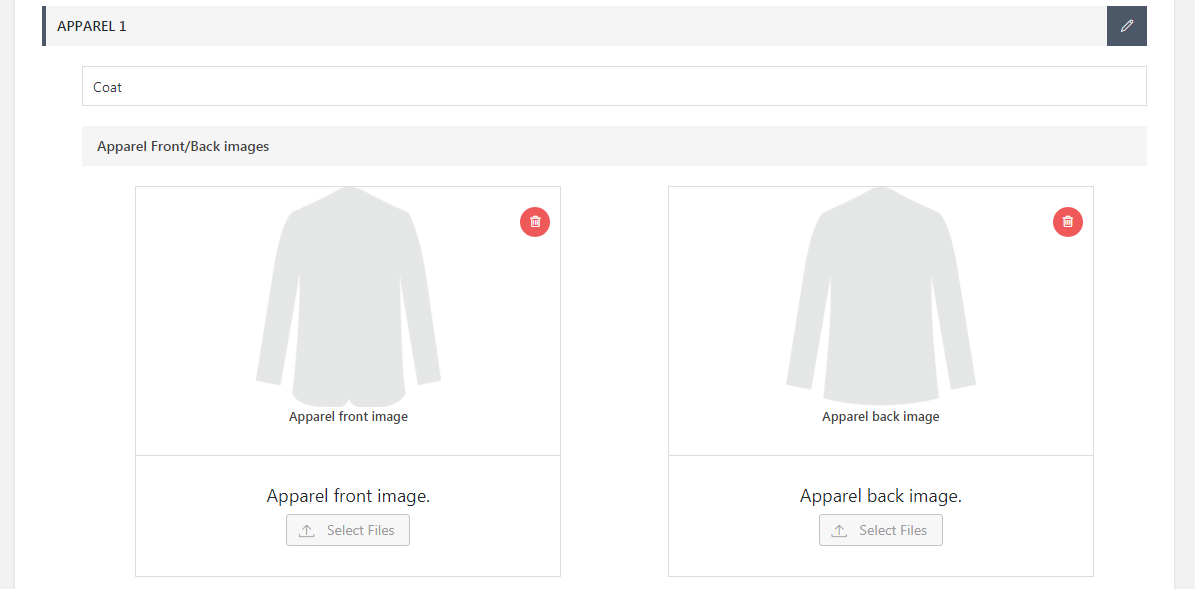 APPAREL 1
Coat
Apparel Front/Back images
Apparel front image
Apparel back image
Apparel front image.
Apparel back image.
Select Files
Select Files